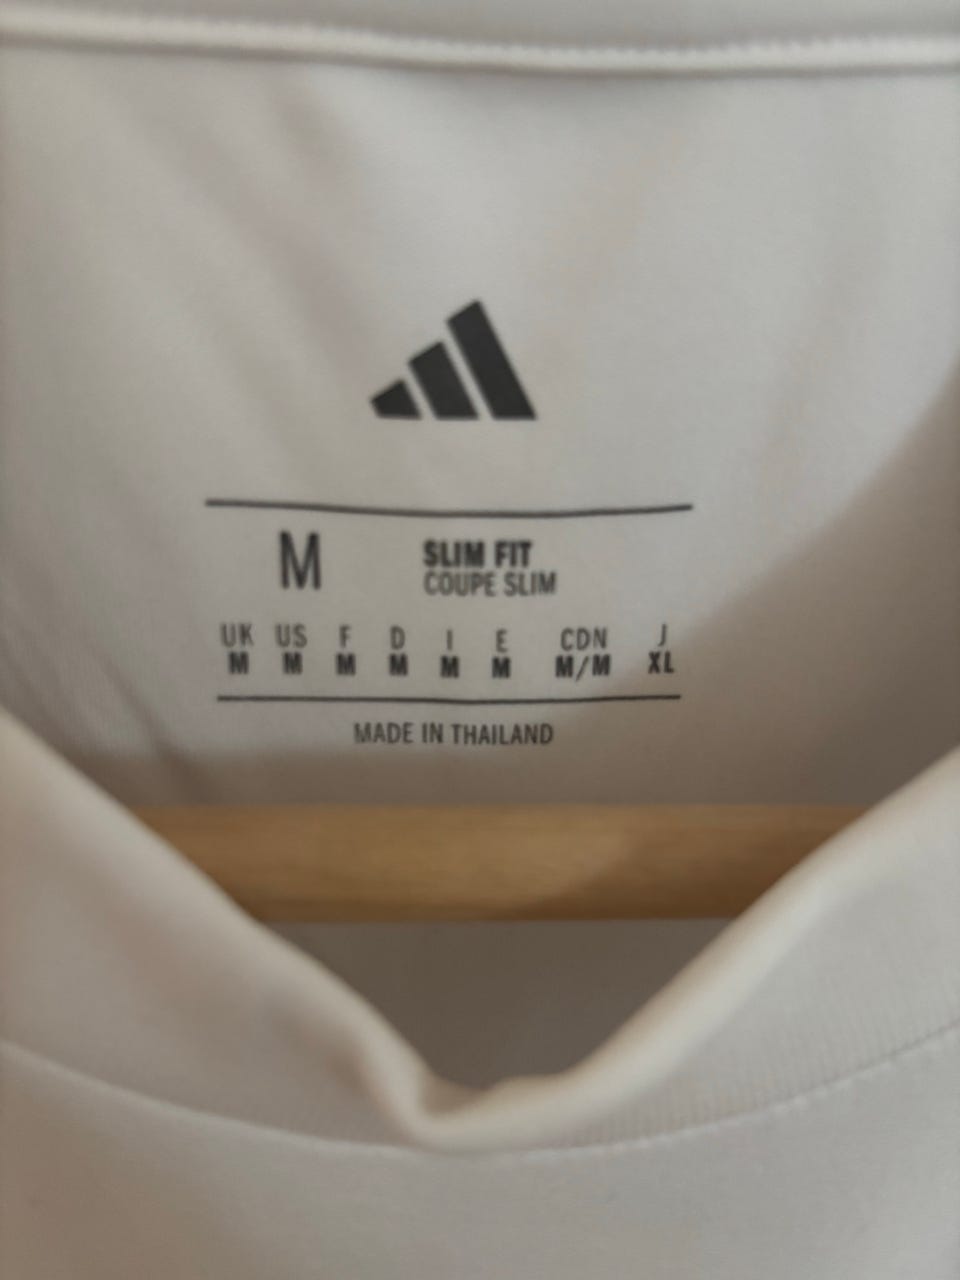 M SLIM FIT
COUPE SLIM
UK US F D I E CDN J
M M M M M M M/M XL
MADE IN THAILAND